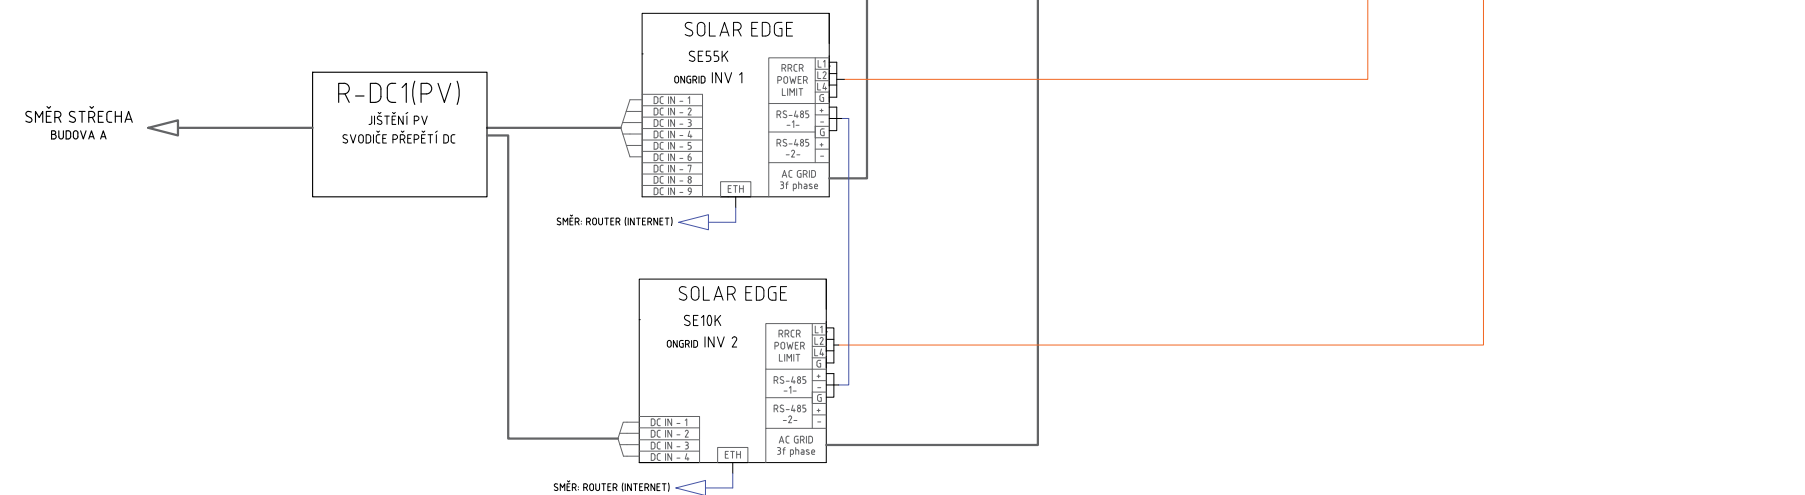 SMĚR STŘECHA
BUDOVA A
R-DC1(PV)
JIŠTĚNÍ PV
SVODIČE PŘEPĚTÍ DC
SOLAR EDGE
SE55K
ONGRID INV 1
DC IN - 1
DC IN - 2
DC IN - 3
DC IN - 4
DC IN - 5
DC IN - 6
DC IN - 7
DC IN - 8
DC IN - 9
ETH
RRCR
POWER
LIMIT
L1
L2
L4
G
RS-485
-1-
+
-
G
RS-485
-2-
+
-
AC GRID
3f phase
SMĚR: ROUTER (INTERNET)
SOLAR EDGE
SE10K
ONGRID INV 2
DC IN - 1
DC IN - 2
DC IN - 3
DC IN - 4
ETH
RRCR
POWER
LIMIT
L1
L2
L4
G
RS-485
-1-
+
-
G
RS-485
-2-
+
-
AC GRID
3f phase
SMĚR: ROUTER (INTERNET)